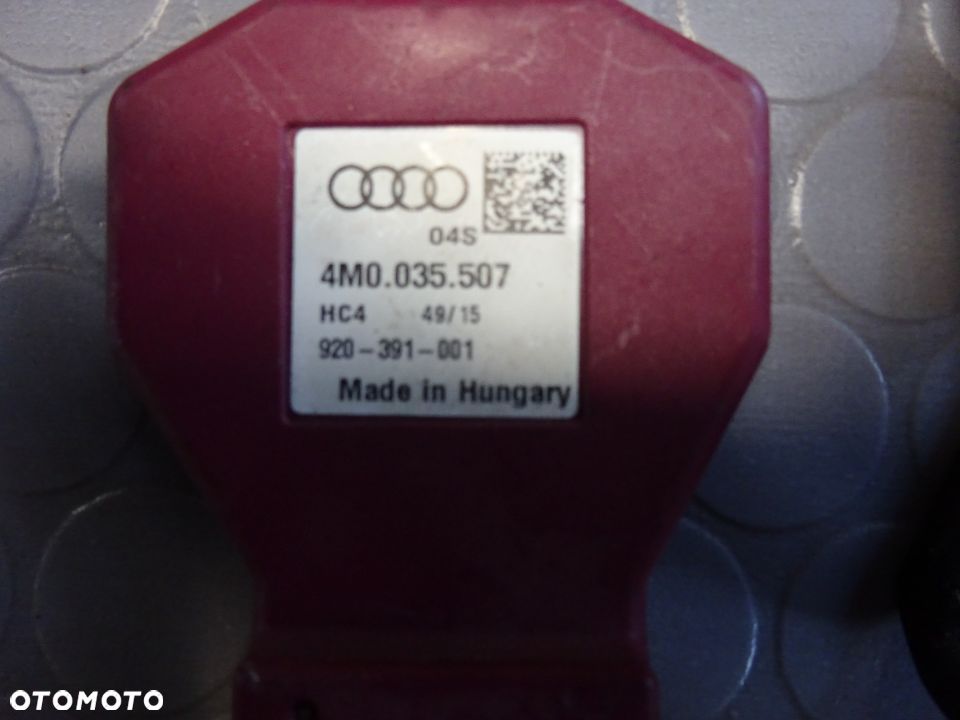 04S
4M0.035.507
HC4 49/15
920-391-001
Made in Hungary
OTOMOTO